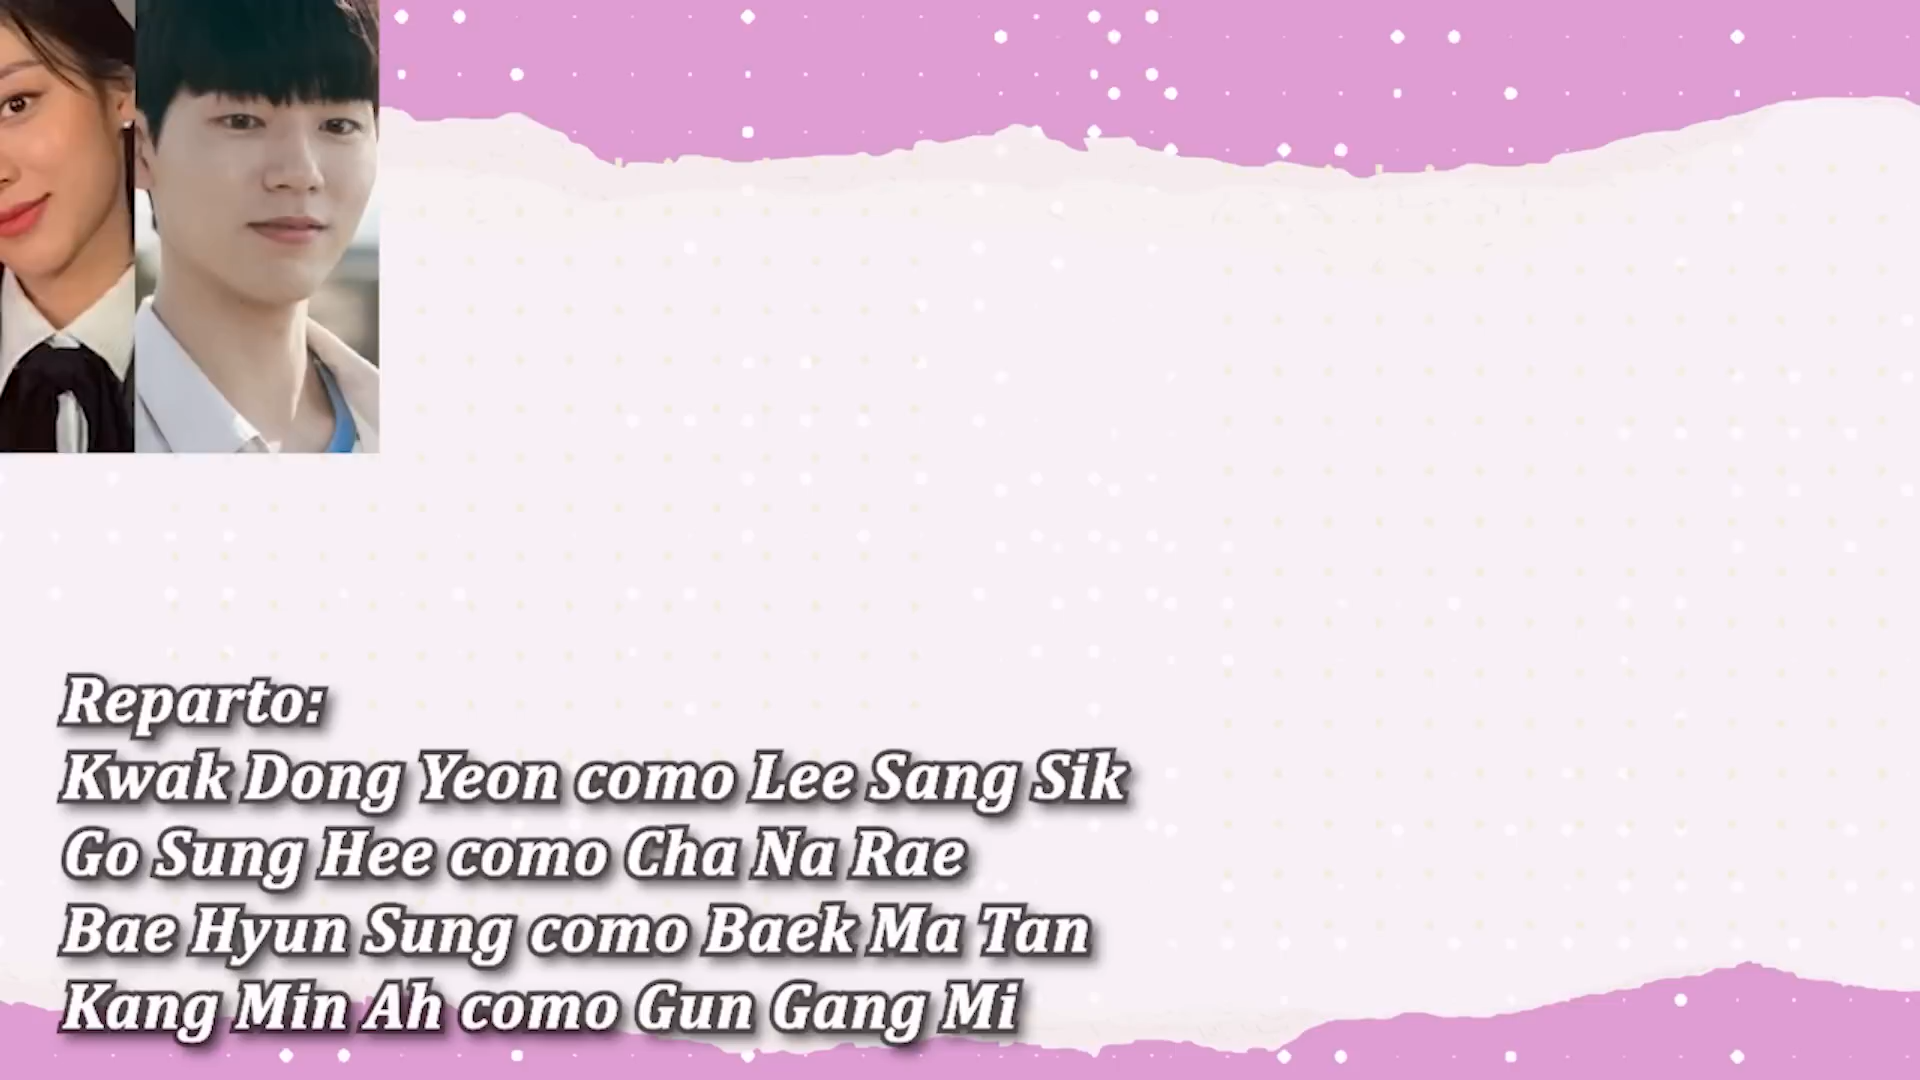 Reparto:
Kwak Dong Yeon como Lee Sang Sik
Go Sung Hee como Cha Na Rae
Bae Hyun Sung como Baek Ma Tan
Kang Min Ah como Gun Gang Mi